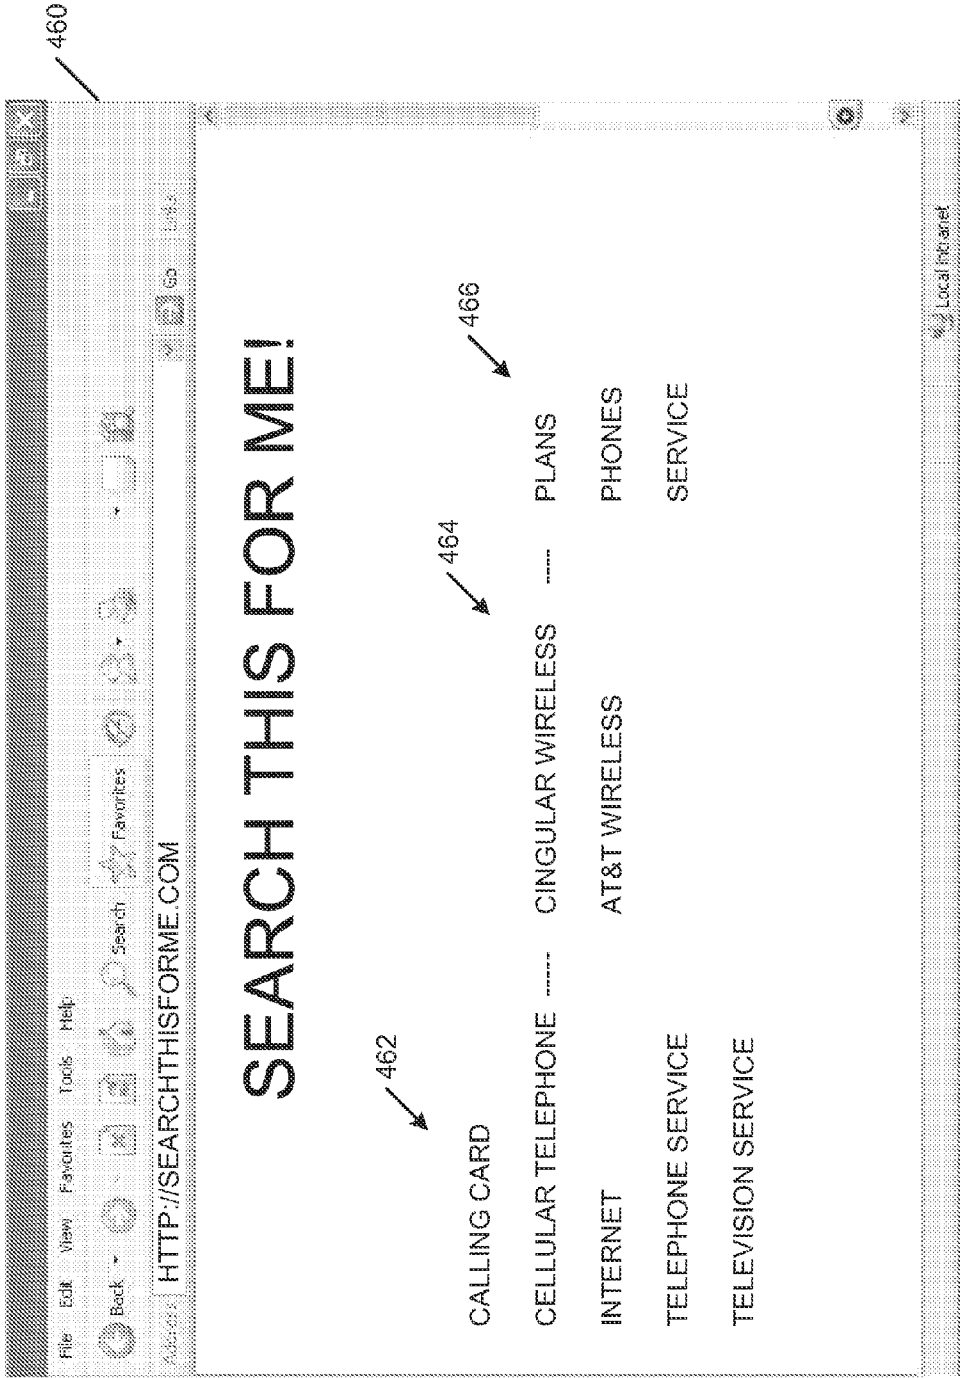 460
File Edit View Favorites Tools Help
Back Search Favorites
Address HTTP://SEARCHTHISFORME.COM Go Links
SEARCH THIS FOR ME!
462
464
466
CALLING CARD
CELLULAR TELEPHONE ----- CINGULAR WIRELESS ----- PLANS
INTERNET AT&T WIRELESS PHONES
TELEPHONE SERVICE SERVICE
TELEVISION SERVICE
Local intranet